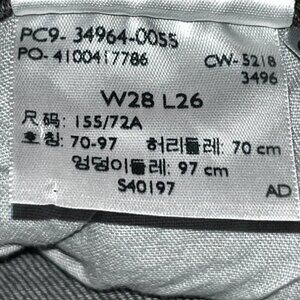 PC9- 34964-0055
PO- 4100417786 CW- 5218
3496
W28 L26
尺码: 155/72A
호칭: 70-97 허리둘레: 70 cm
엉덩이둘레: 97 cm
S40197
AD